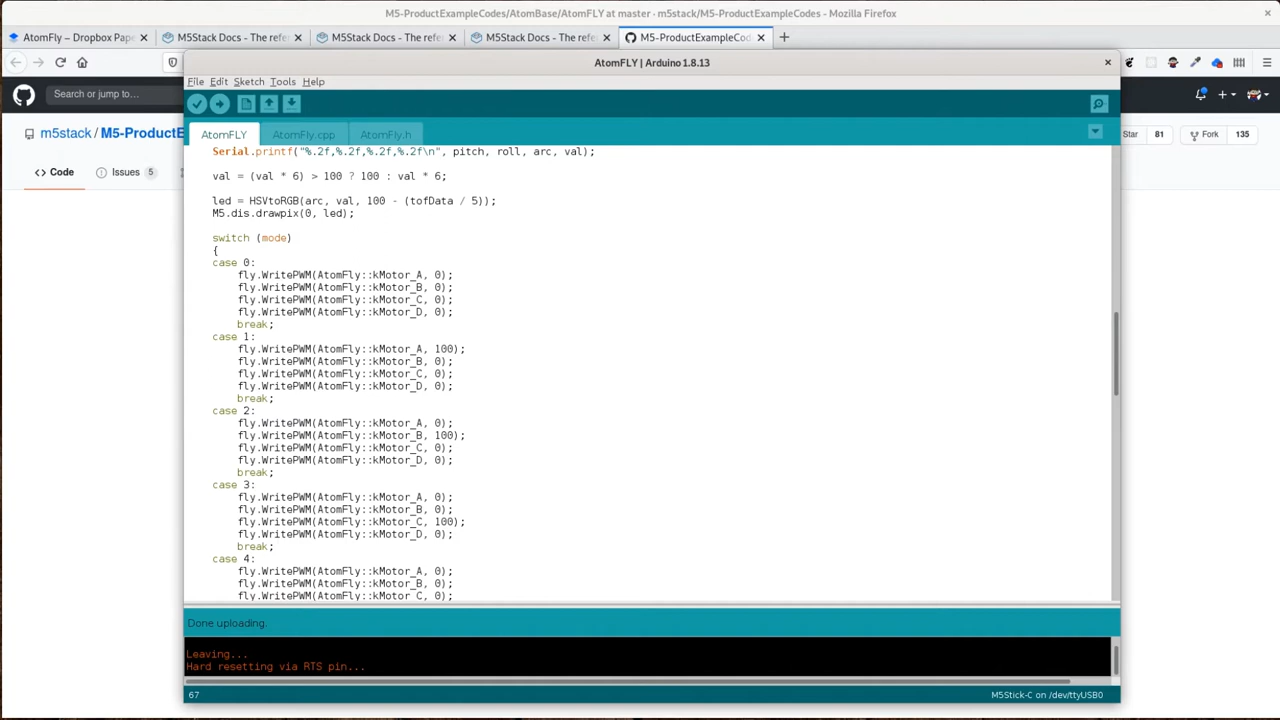 M5-ProductExampleCodes/AtomBase/AtomFLY at master · m5stack/M5-ProductExampleCodes - Mozilla Firefox
AtomFly – Dropbox Pape
M5Stack Docs - The refe
M5Stack Docs - The refe
M5Stack Docs - The refe
M5-ProductExampleCod
AtomFLY | Arduino 1.8.13
File Edit Sketch Tools Help
Search or jump to…
AtomFLY
AtomFly.cpp
AtomFly.h
m5stack / M5-ProductE
Star 81
Fork 135
Code
Issues 5
Serial.printf("%.2f,%.2f,%.2f,%.2f\n", pitch, roll, arc, val);
val = (val * 6) > 100 ? 100 : val * 6;
led = HSVtoRGB(arc, val, 100 - (tofData / 5));
M5.dis.drawpix(0, led);
switch (mode)
{
case 0:
fly.WritePWM(AtomFly::kMotor_A, 0);
fly.WritePWM(AtomFly::kMotor_B, 0);
fly.WritePWM(AtomFly::kMotor_C, 0);
fly.WritePWM(AtomFly::kMotor_D, 0);
break;
case 1:
fly.WritePWM(AtomFly::kMotor_A, 100);
fly.WritePWM(AtomFly::kMotor_B, 0);
fly.WritePWM(AtomFly::kMotor_C, 0);
fly.WritePWM(AtomFly::kMotor_D, 0);
break;
case 2:
fly.WritePWM(AtomFly::kMotor_A, 0);
fly.WritePWM(AtomFly::kMotor_B, 100);
fly.WritePWM(AtomFly::kMotor_C, 0);
fly.WritePWM(AtomFly::kMotor_D, 0);
break;
case 3:
fly.WritePWM(AtomFly::kMotor_A, 0);
fly.WritePWM(AtomFly::kMotor_B, 0);
fly.WritePWM(AtomFly::kMotor_C, 100);
fly.WritePWM(AtomFly::kMotor_D, 0);
break;
case 4:
fly.WritePWM(AtomFly::kMotor_A, 0);
fly.WritePWM(AtomFly::kMotor_B, 0);
fly.WritePWM(AtomFly::kMotor_C, 0);
Done uploading.
Leaving...
Hard resetting via RTS pin...
67
M5Stick-C on /dev/ttyUSB0